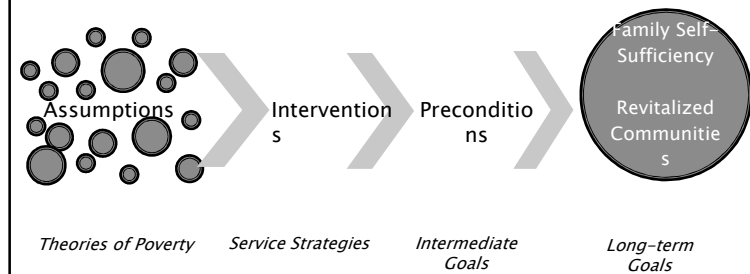 Family Self-
Sufficiency
Assumptions
Intervention
s
Preconditio
ns
Revitalized
Communitie
s
Theories of Poverty
Service Strategies
Intermediate
Goals
Long-term
Goals